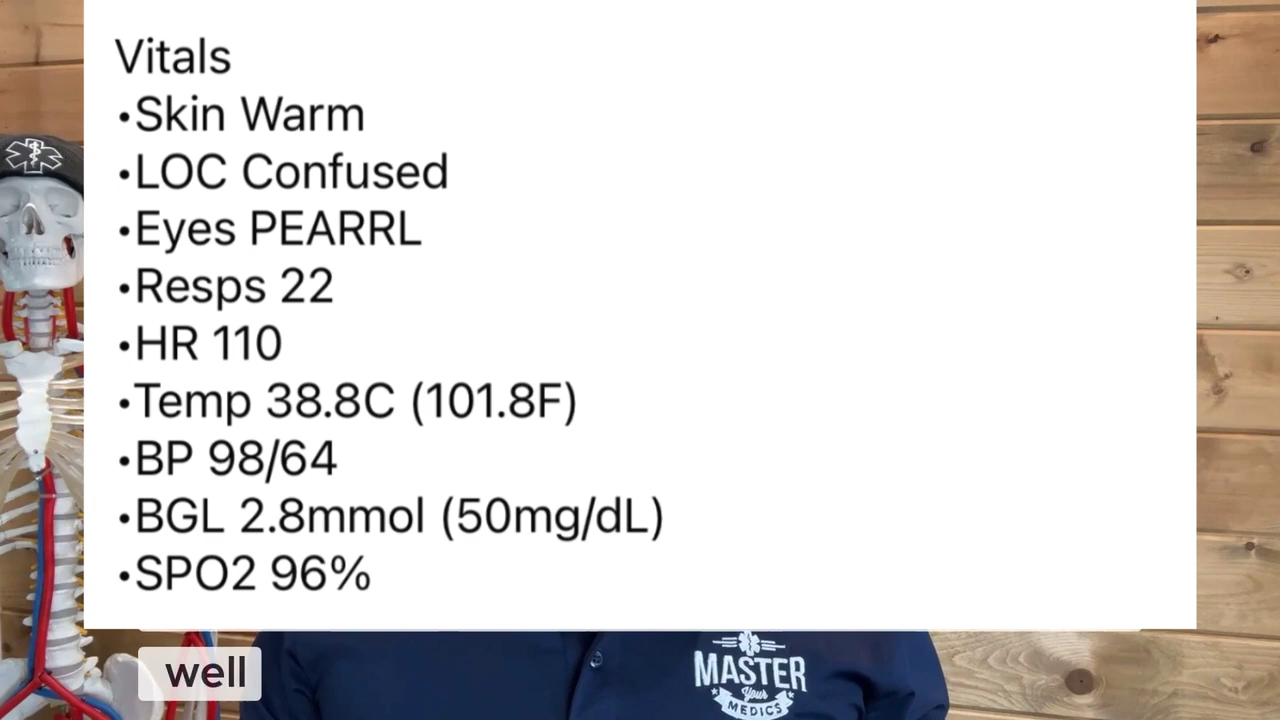 Vitals
•Skin Warm
•LOC Confused
•Eyes PEARRL
•Resps 22
•HR 110
•Temp 38.8C (101.8F)
•BP 98/64
•BGL 2.8mmol (50mg/dL)
•SPO2 96%
well
MASTER
Your
MEDICS